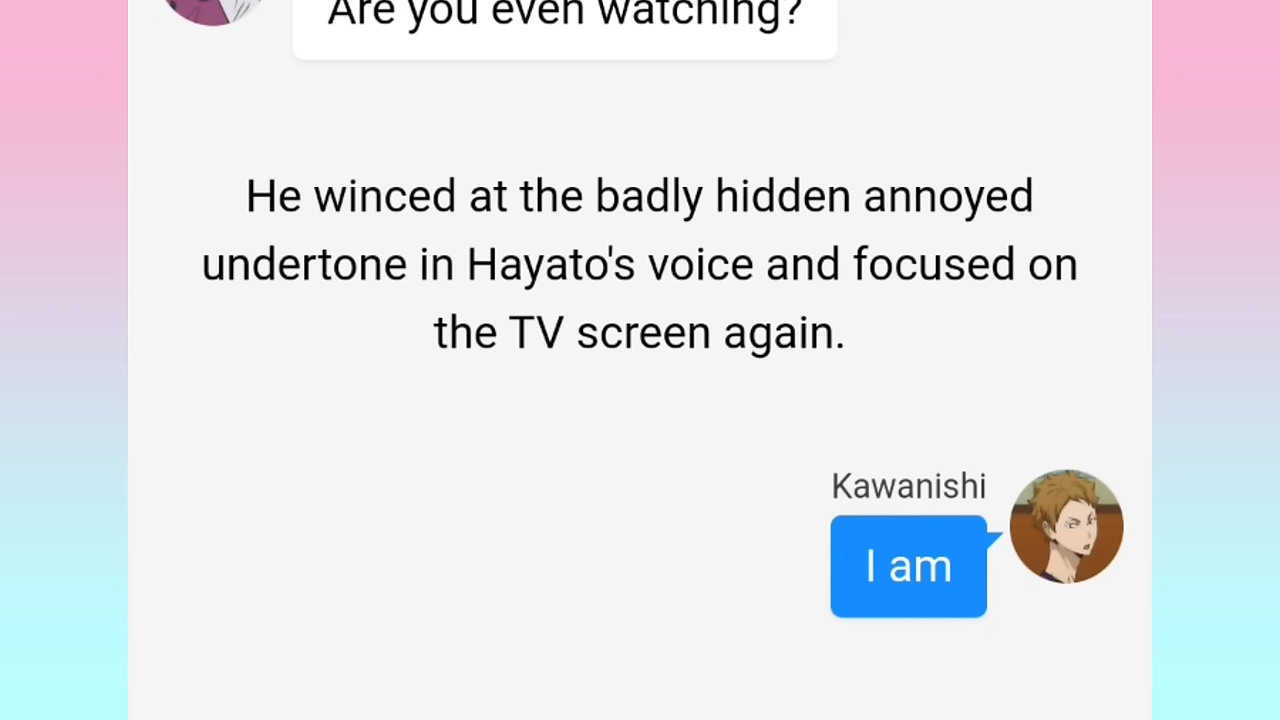 Are you even watching?
He winced at the badly hidden annoyed
undertone in Hayato's voice and focused on
the TV screen again.
Kawanishi
I am